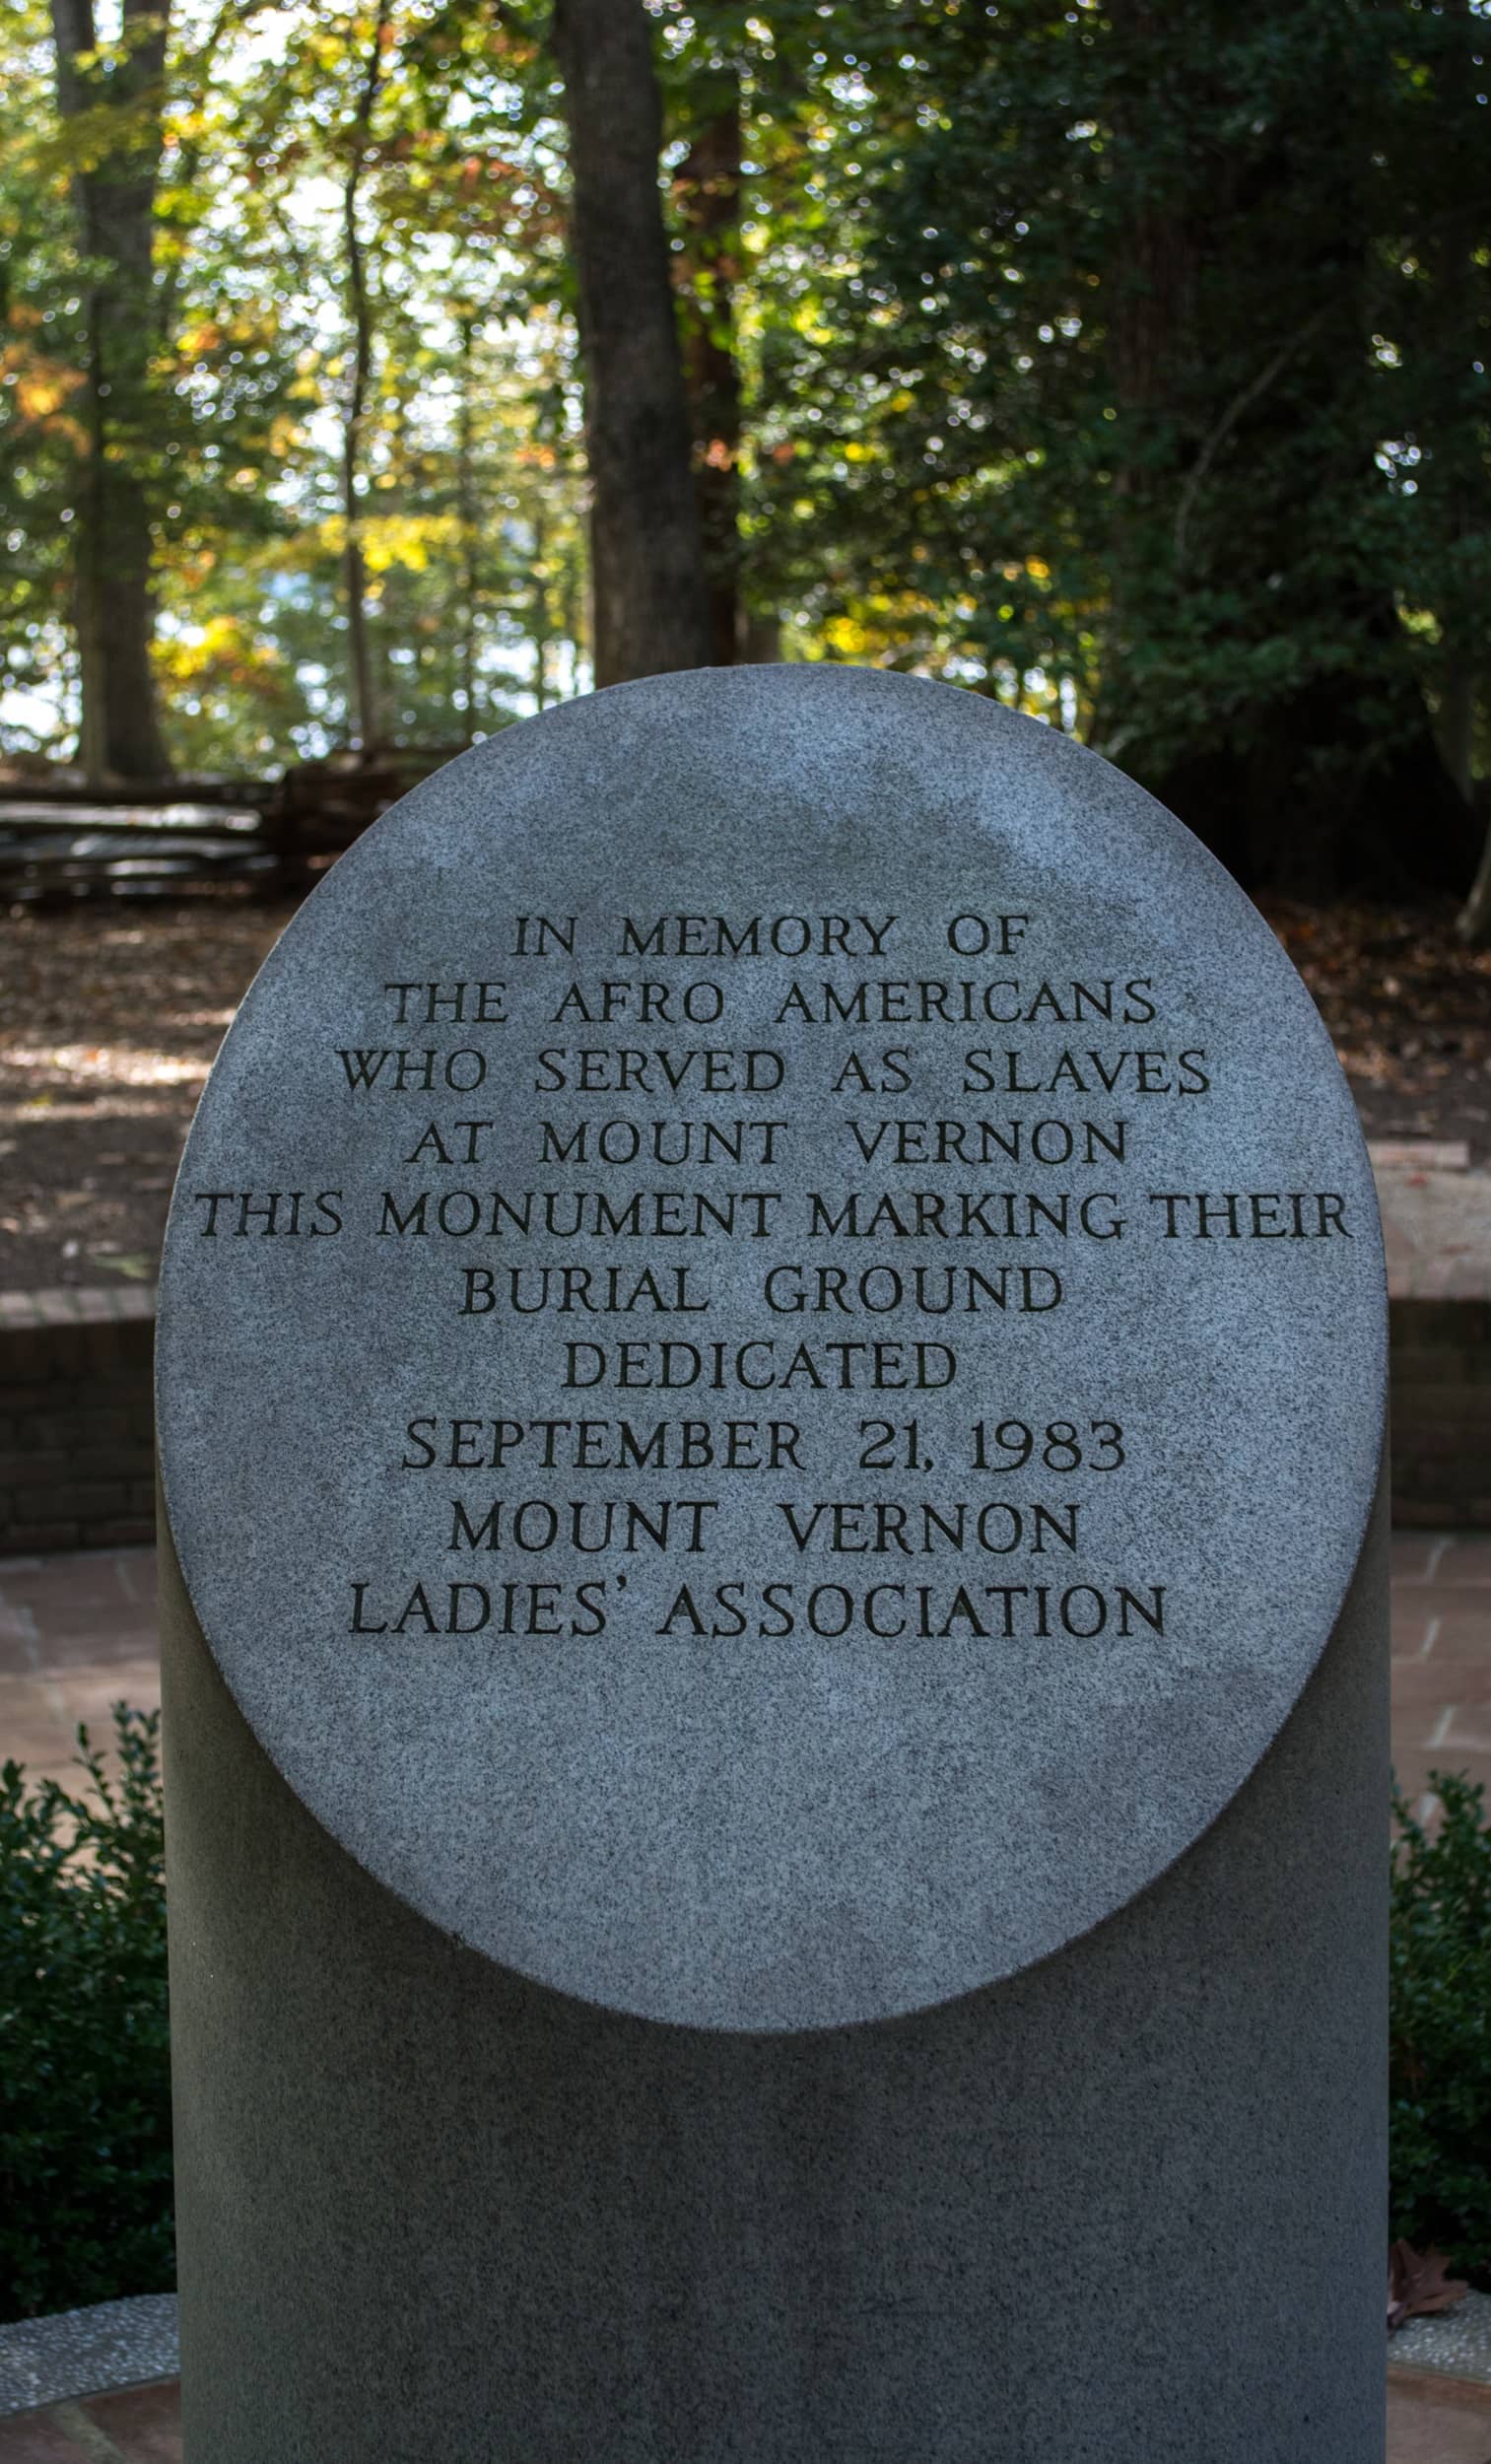 IN MEMORY OF
THE AFRO AMERICANS
WHO SERVED AS SLAVES
AT MOUNT VERNON
THIS MONUMENT MARKING THEIR
BURIAL GROUND
DEDICATED
SEPTEMBER 21, 1983
MOUNT VERNON
LADIES' ASSOCIATION